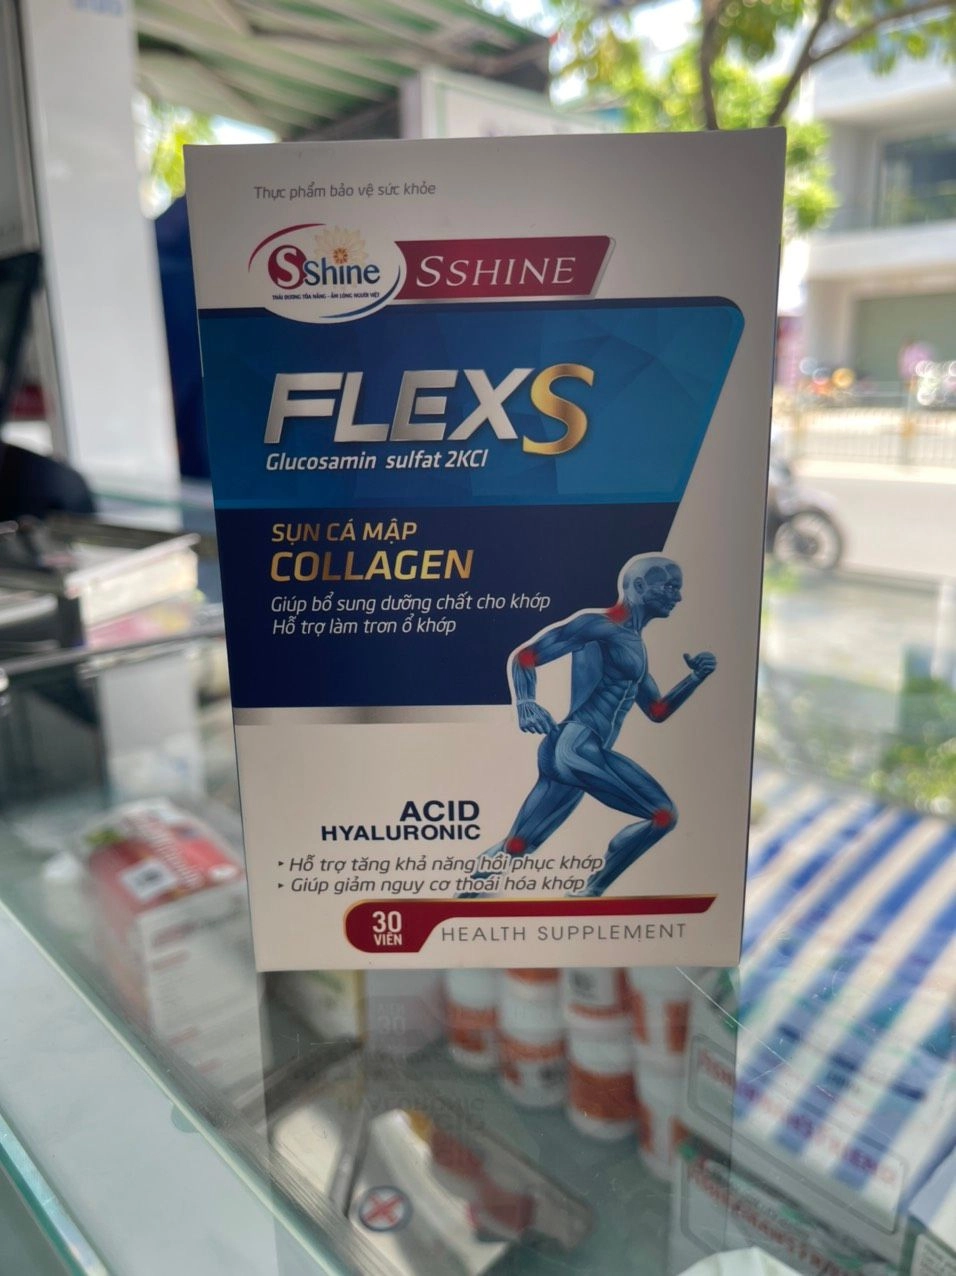 Thực phẩm bảo vệ sức khỏe
SShine
THÁI DƯƠNG TỎA NẮNG - ẤM LÒNG NGƯỜI VIỆT
SSHINE
FLEXS
Glucosamin sulfat 2KCl
SỤN CÁ MẬP
COLLAGEN
Giúp bổ sung dưỡng chất cho khớp
Hỗ trợ làm trơn ổ khớp
ACID
HYALURONIC
‣ Hỗ trợ tăng khả năng hồi phục khớp
‣ Giúp giảm nguy cơ thoái hóa khớp
30
VIÊN
HEALTH SUPPLEMENT